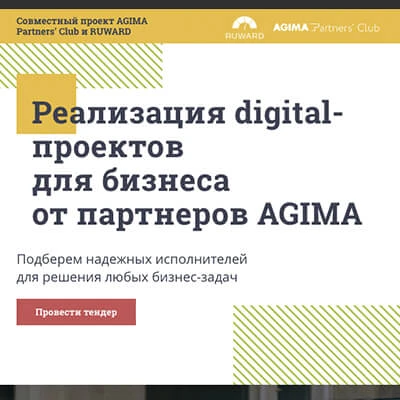 Совместный проект AGIMA
Partners’ Club и RUWARD
RUWARD
AGIMA Partners’ Club
Реализация digital-
проектов
для бизнеса
от партнеров AGIMA
Подберем надежных исполнителей
для решения любых бизнес-задач
Провести тендер